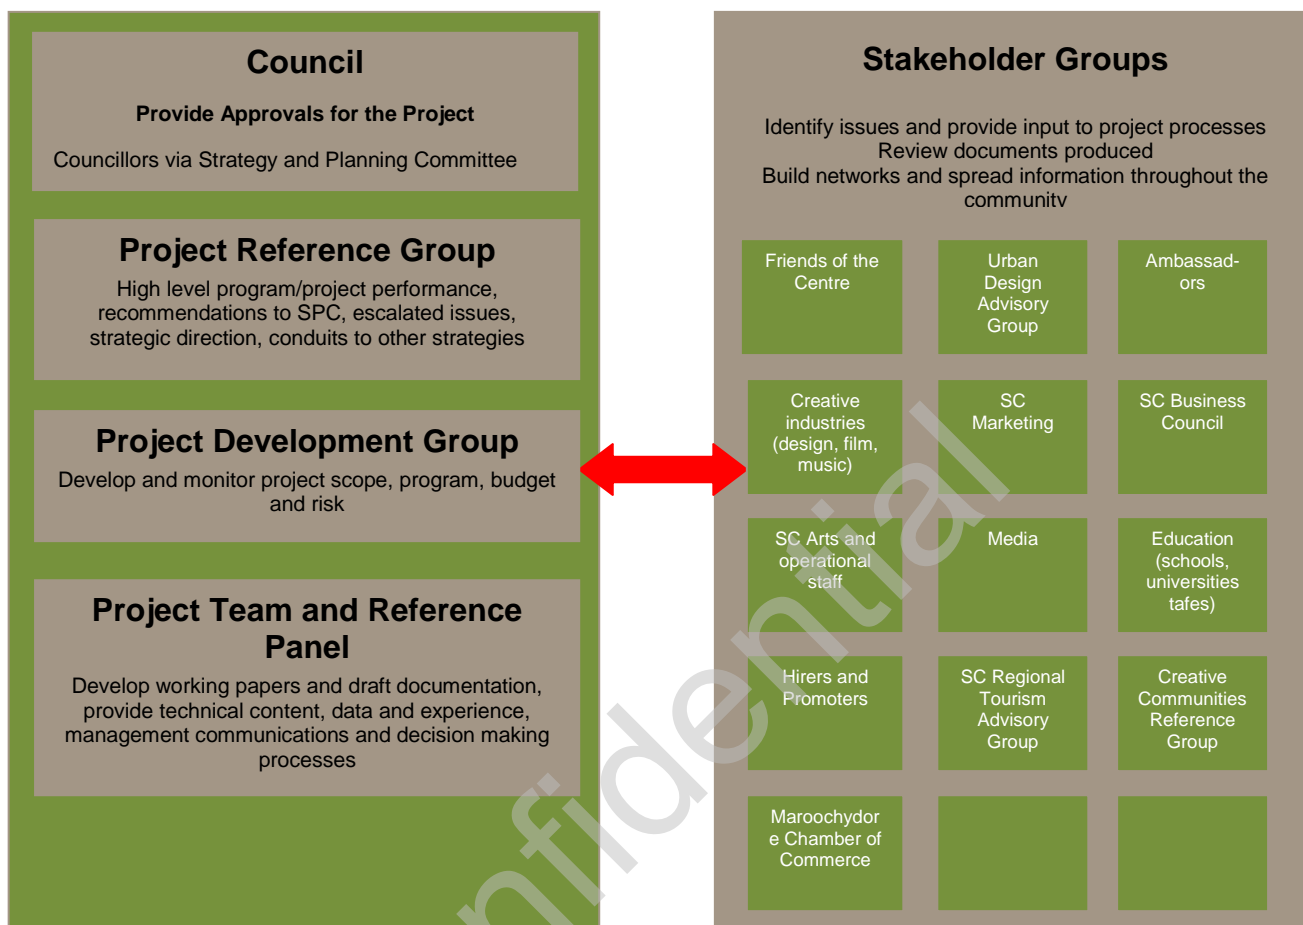 Council
Provide Approvals for the Project
Councillors via Strategy and Planning Committee
Project Reference Group
High level program/project performance,
recommendations to SPC, escalated issues,
strategic direction, conduits to other strategies
Project Development Group
Develop and monitor project scope, program, budget
and risk
Project Team and Reference
Panel
Develop working papers and draft documentation,
provide technical content, data and experience,
management communications and decision making
processes
Stakeholder Groups
Identify issues and provide input to project processes
Review documents produced
Build networks and spread information throughout the
community
Friends of the
Centre
Urban
Design
Advisory
Group
Ambassad-
ors
Creative
industries
(design, film,
music)
SC
Marketing
SC Business
Council
SC Arts and
operational
staff
Media
Education
(schools,
universities
tafes)
Hirers and
Promoters
SC Regional
Tourism
Advisory
Group
Creative
Communities
Reference
Group
Maroochydor
e Chamber of
Commerce
nfidential